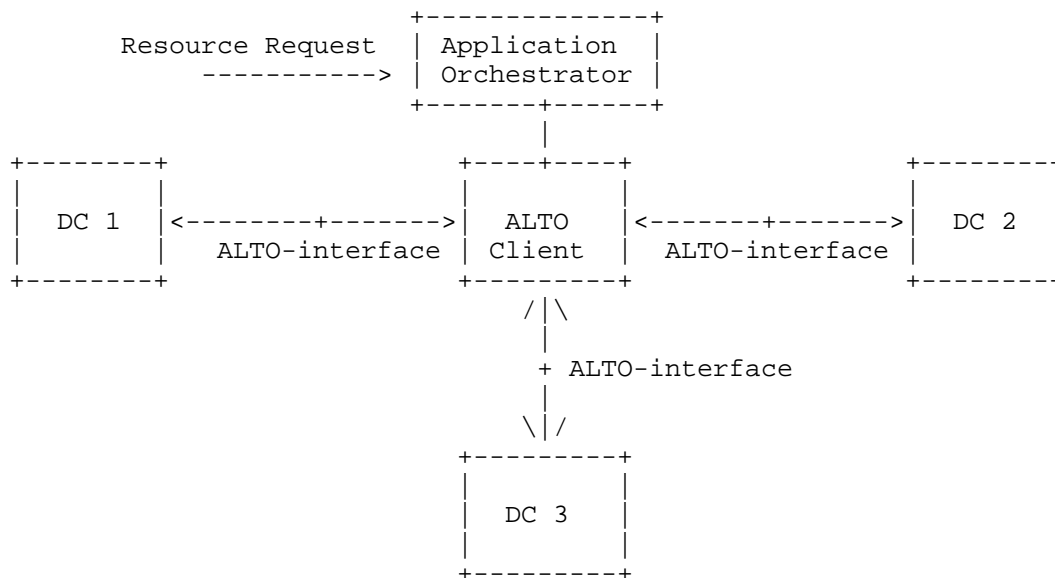 Resource Request
Application
Orchestrator
DC 1
ALTO
Client
DC 2
ALTO-interface
ALTO-interface
ALTO-interface
DC 3